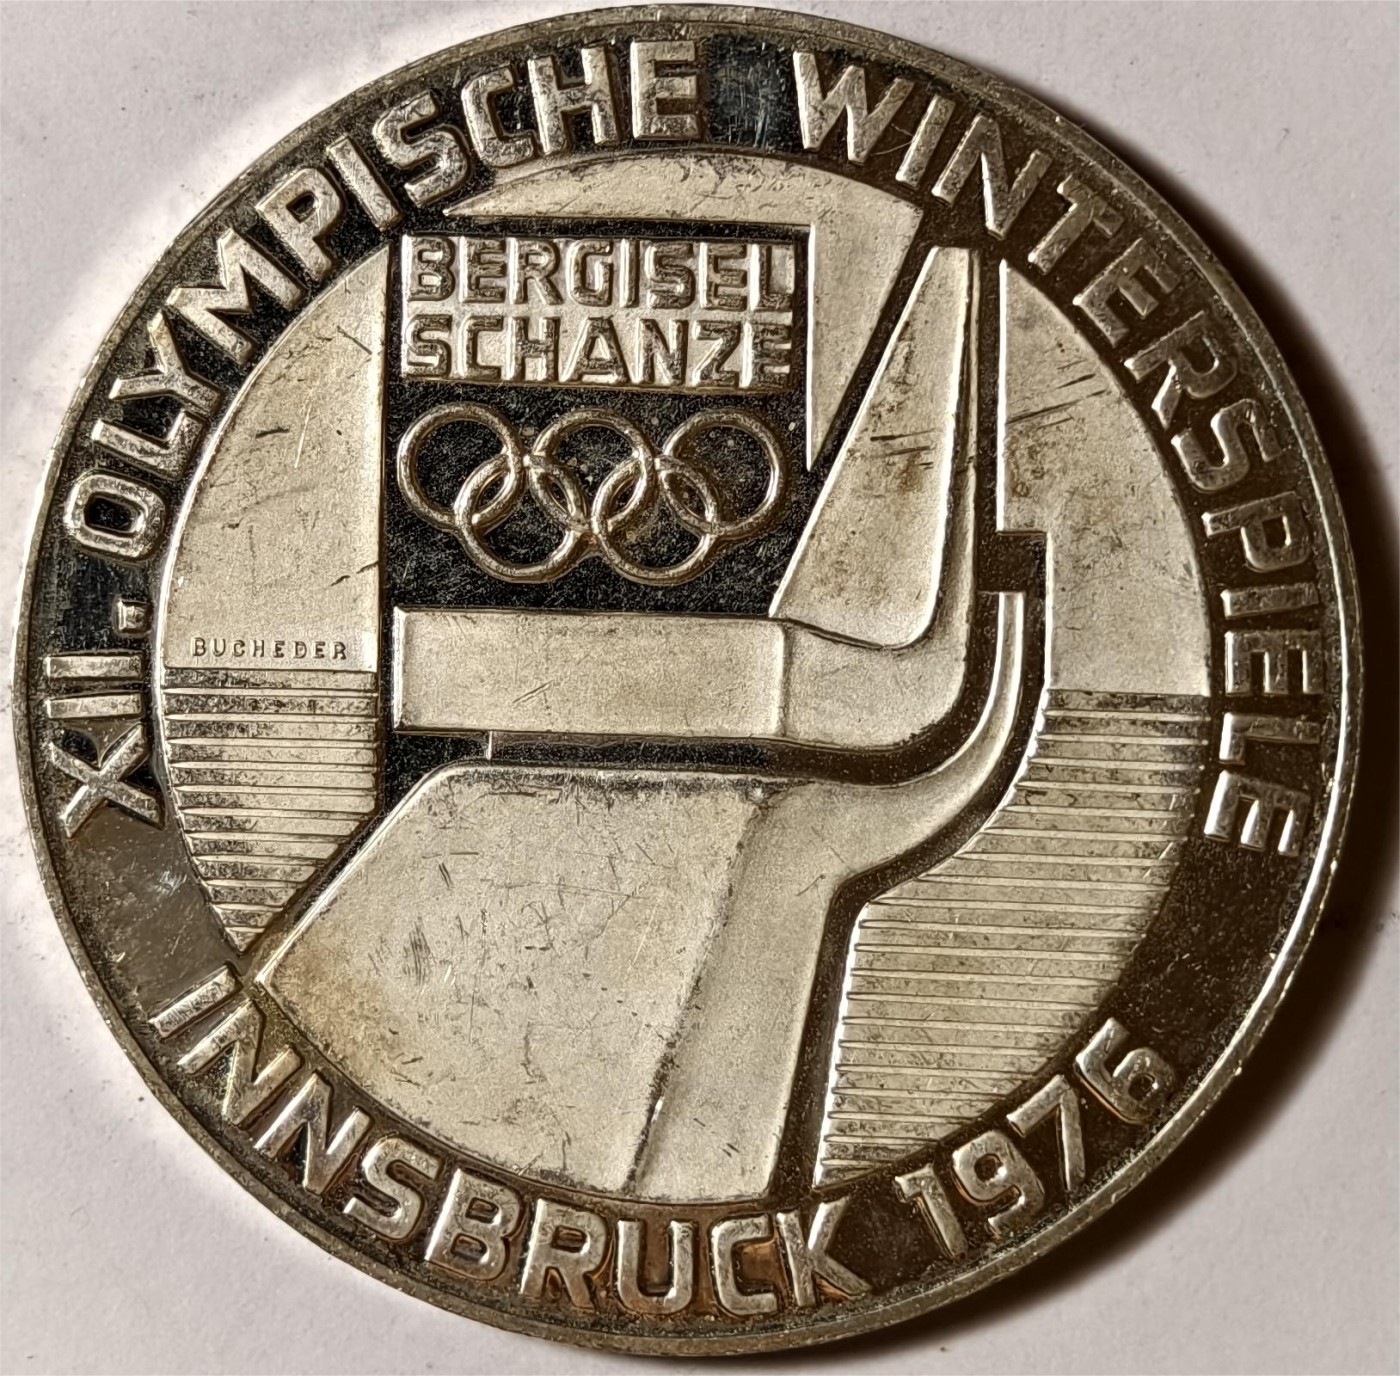 XII. OLYMPISCHE WINTERSPIELE
BERGISEL
SCHANZE
BUCHEDER
INNSBRUCK 1976